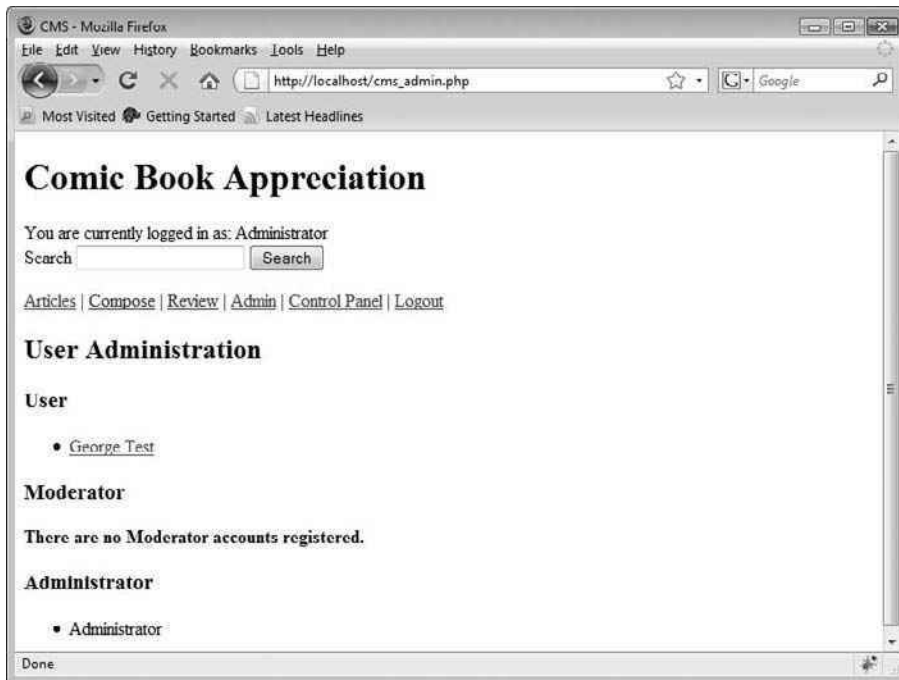 CMS - Mozilla Firefox
File Edit View History Bookmarks Tools Help
http://localhost/cms_admin.php
G Google
Most Visited Getting Started Latest Headlines
Comic Book Appreciation
You are currently logged in as: Administrator
Search Search
Articles | Compose | Review | Admin | Control Panel | Logout
User Administration
User
• George Test
Moderator
There are no Moderator accounts registered.
Administrator
• Administrator
Done